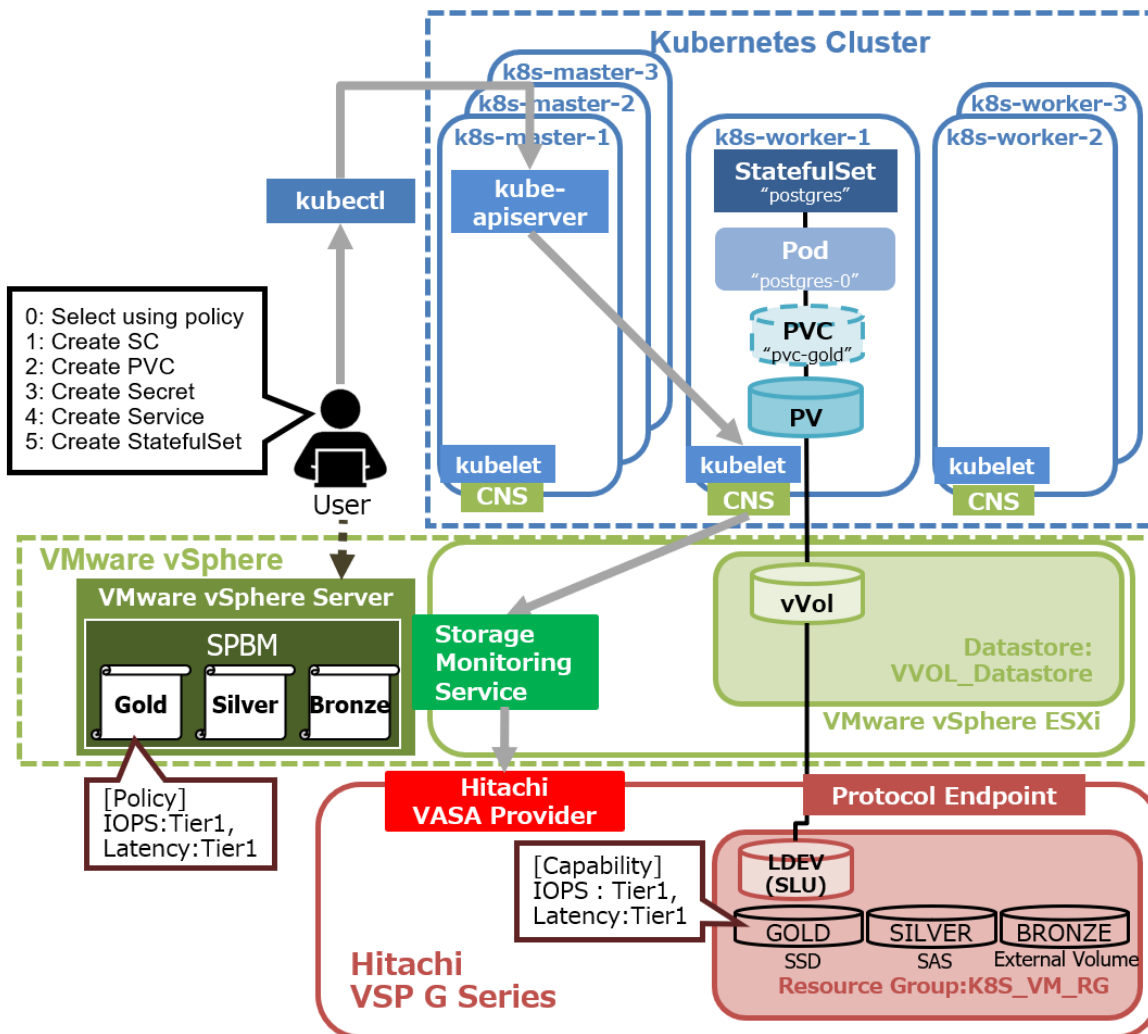 Kubernetes Cluster
k8s-master-3
k8s-master-2
k8s-master-1
k8s-worker-1
k8s-worker-3
k8s-worker-2
kubectl
kube-
apiserver
StatefulSet
“postgres”
Pod
“postgres-0”
PVC
“pvc-gold”
PV
0: Select using policy
1: Create SC
2: Create PVC
3: Create Secret
4: Create Service
5: Create StatefulSet
User
kubelet
CNS
kubelet
CNS
kubelet
CNS
VMware vSphere
VMware vSphere Server
SPBM
Gold
Silver
Bronze
Storage
Monitoring
Service
vVol
Datastore:
VVOL_Datastore
VMware vSphere ESXi
[Policy]
IOPS:Tier1,
Latency:Tier1
Hitachi
VASA Provider
Protocol Endpoint
[Capability]
IOPS : Tier1,
Latency:Tier1
LDEV
(SLU)
GOLD
SILVER
BRONZE
SSD
SAS
External Volume
Resource Group:K8S_VM_RG
Hitachi
VSP G Series